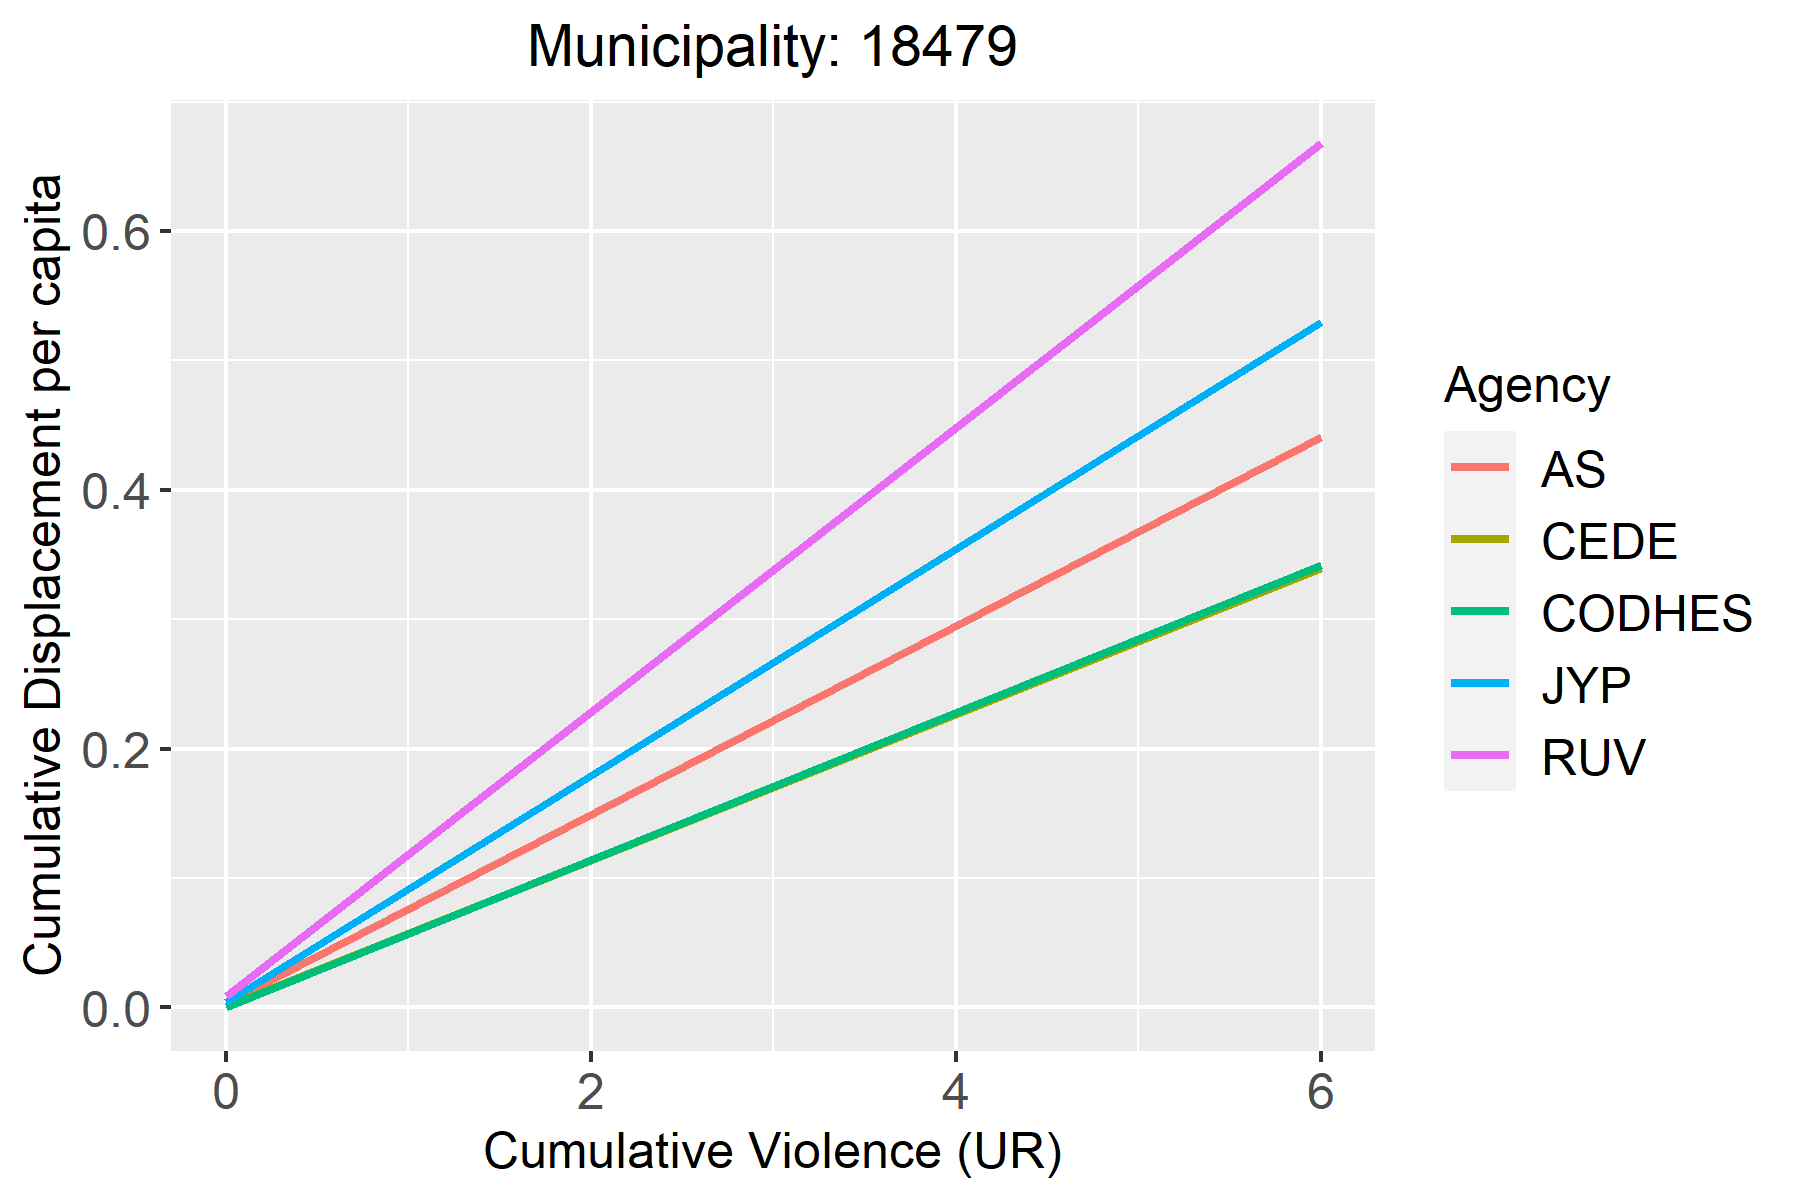 Municipality: 18479
Cumulative Displacement per capita
0.6
0.4
0.2
0.0
0 2 4 6
Cumulative Violence (UR)
Agency
AS
CEDE
CODHES
JYP
RUV